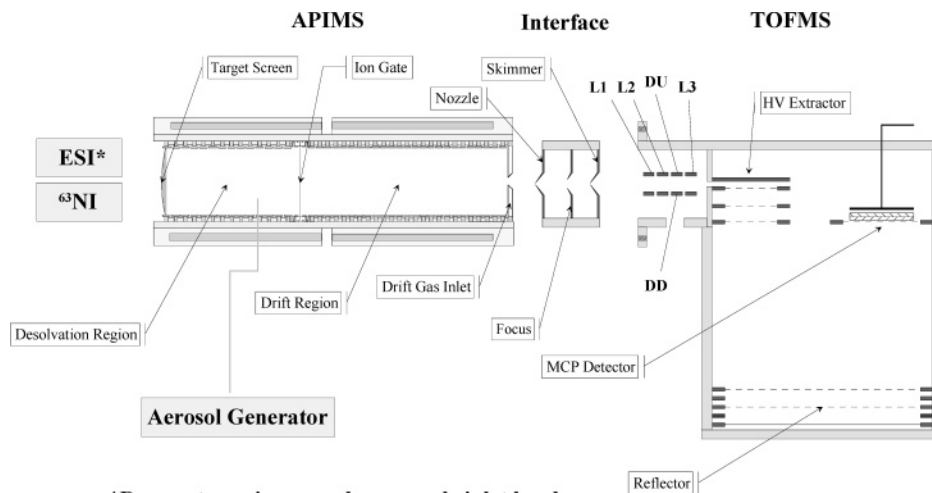 APIMS
Interface
TOFMS
Target Screen
Ion Gate
Skimmer
Nozzle
L1
L2
DU
L3
HV Extractor
ESI*
⁶³NI
DD
Desolvation Region
Drift Region
Drift Gas Inlet
Focus
MCP Detector
Aerosol Generator
Reflector